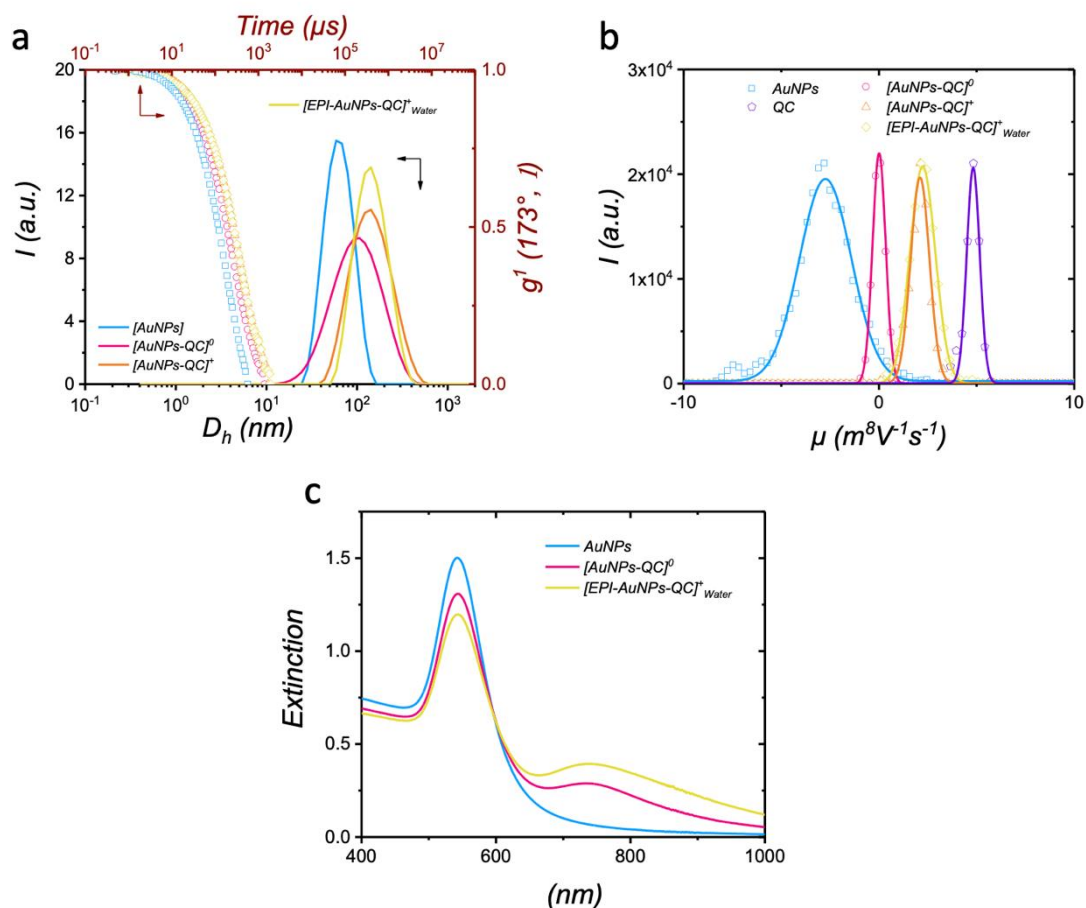 a
Time (μs)
10⁻¹ 10¹ 10³ 10⁵ 10⁷
20
16
12
8
4
0
I (a.u.)
1.0
0.5
0.0
g¹ (173°, 1)
[EPI-AuNPs-QC]⁺Water
[AuNPs]
[AuNPs-QC]⁰
[AuNPs-QC]⁺
10⁻¹ 10⁰ 10¹ 10² 10³
Dₕ (nm)
b
3x10⁴
2x10⁴
1x10⁴
0
I (a.u.)
AuNPs
QC
[AuNPs-QC]⁰
[AuNPs-QC]⁺
[EPI-AuNPs-QC]⁺Water
-10 0 10
μ (m⁸V⁻¹s⁻¹)
c
1.5
1.0
0.5
0.0
Extinction
AuNPs
[AuNPs-QC]⁰
[EPI-AuNPs-QC]⁺Water
400 600 800 1000
(nm)